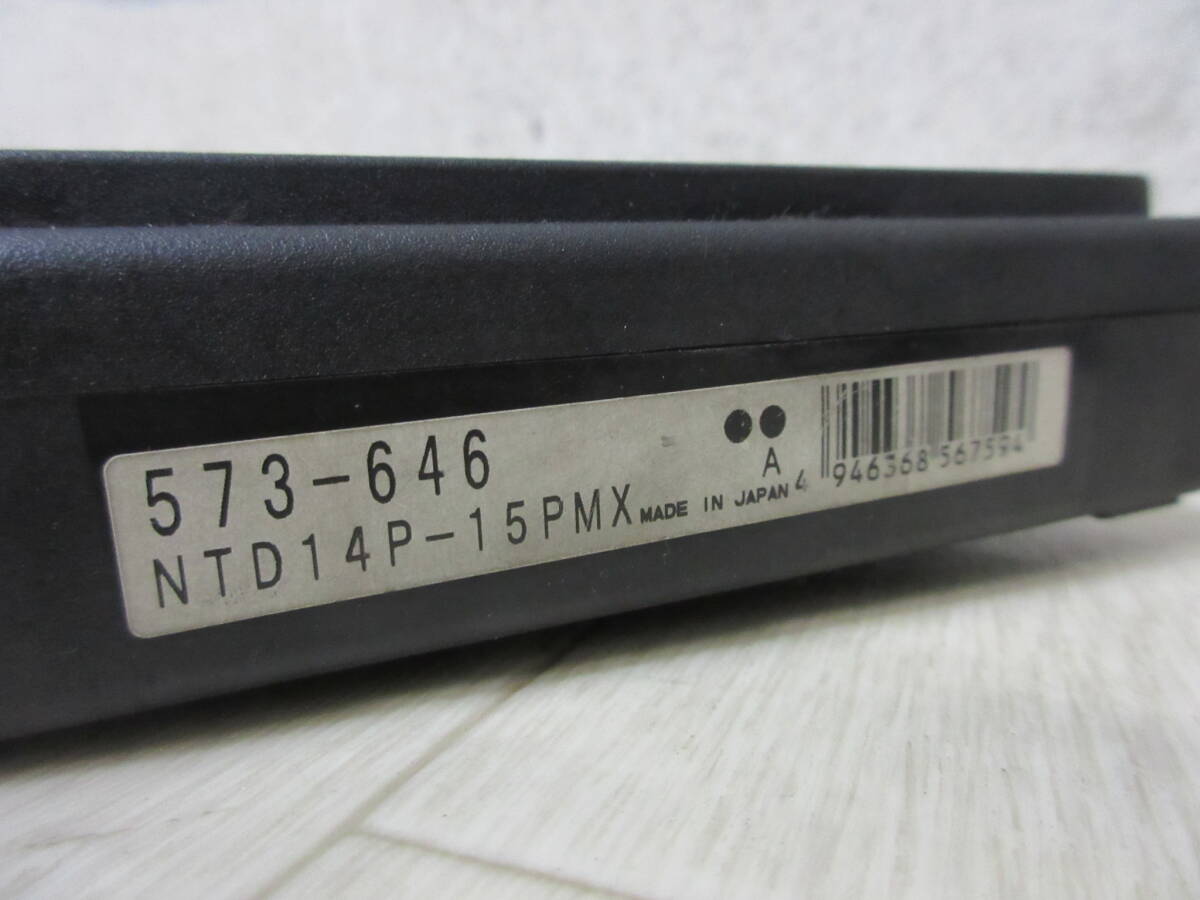 573-646
NTD14P-15PMX
MADE IN JAPAN
A
4 946368 567594